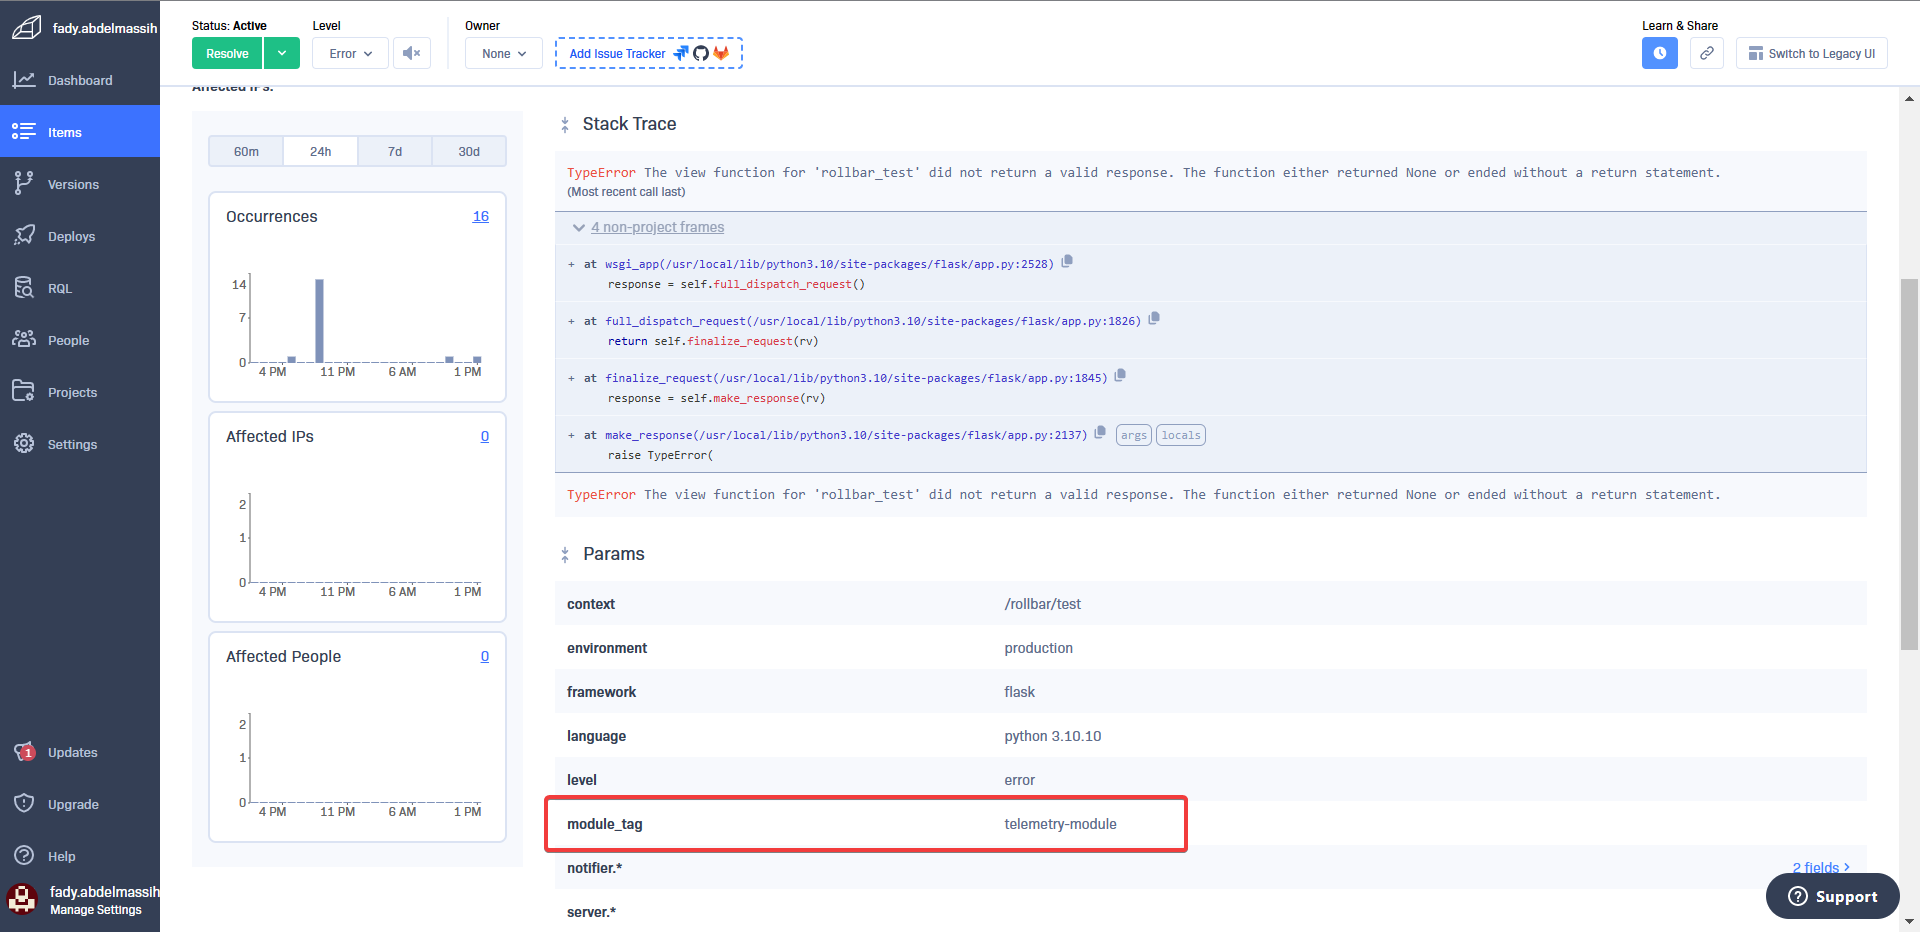 fady.abdelmassih
Dashboard
Items
Versions
Deploys
RQL
People
Projects
Settings
1
Updates
Upgrade
Help
fady.abdelmassih
Manage Settings
Status: Active
Level
Owner
Learn & Share
Resolve
Error
None
Add Issue Tracker
Switch to Legacy UI
Affected IPs:
60m 24h 7d 30d
Occurrences 16
14
7
0
4 PM 11 PM 6 AM 1 PM
Affected IPs 0
2
1
0
4 PM 11 PM 6 AM 1 PM
Affected People 0
2
1
0
4 PM 11 PM 6 AM 1 PM
Stack Trace
TypeError The view function for 'rollbar_test' did not return a valid response. The function either returned None or ended without a return statement.
(Most recent call last)
4 non-project frames
+ at wsgi_app(/usr/local/lib/python3.10/site-packages/flask/app.py:2528)
response = self.full_dispatch_request()
+ at full_dispatch_request(/usr/local/lib/python3.10/site-packages/flask/app.py:1826)
return self.finalize_request(rv)
+ at finalize_request(/usr/local/lib/python3.10/site-packages/flask/app.py:1845)
response = self.make_response(rv)
+ at make_response(/usr/local/lib/python3.10/site-packages/flask/app.py:2137) args locals
raise TypeError(
TypeError The view function for 'rollbar_test' did not return a valid response. The function either returned None or ended without a return statement.
Params
context /rollbar/test
environment production
framework flask
language python 3.10.10
level error
module_tag telemetry-module
notifier.* 2 fields
server.*
Support